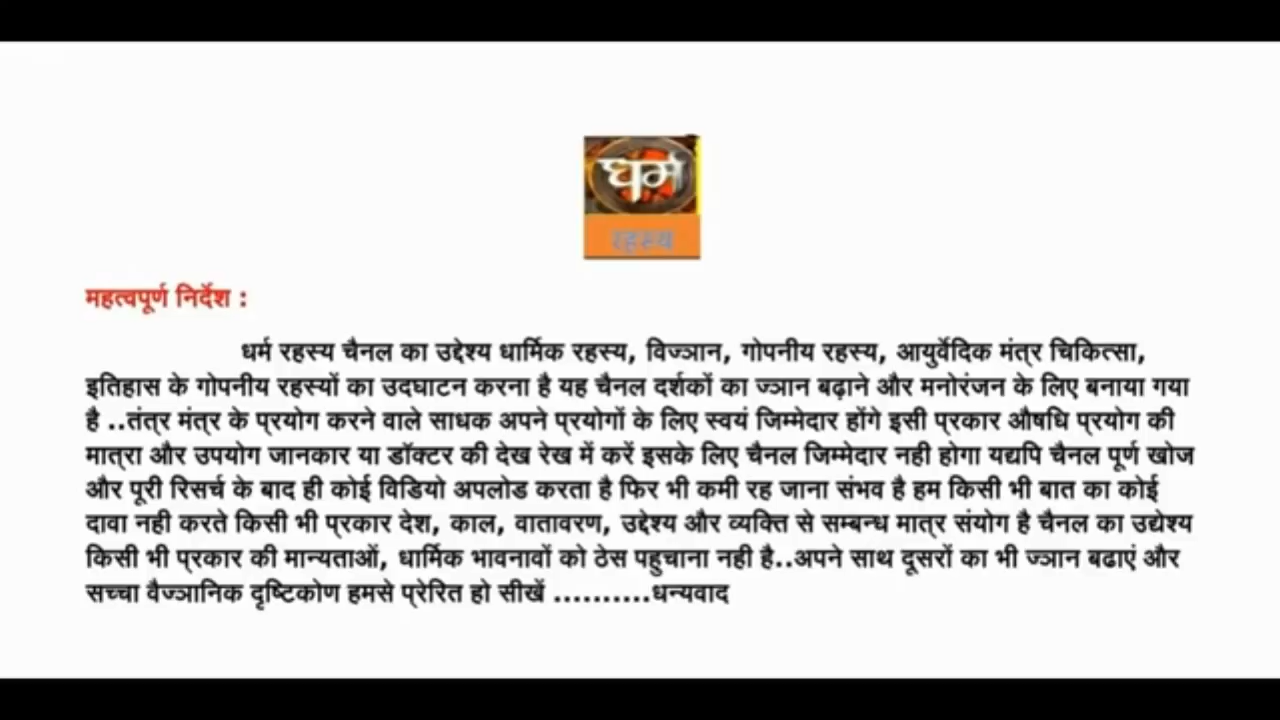 धर्म
रहस्य
महत्वपूर्ण निर्देश :
धर्म रहस्य चैनल का उद्देश्य धार्मिक रहस्य, विज्ञान, गोपनीय रहस्य, आयुर्वेदिक मंत्र चिकित्सा,
इतिहास के गोपनीय रहस्यों का उदघाटन करना है यह चैनल दर्शकों का ज्ञान बढ़ाने और मनोरंजन के लिए बनाया गया
है ..तंत्र मंत्र के प्रयोग करने वाले साधक अपने प्रयोगों के लिए स्वयं जिम्मेदार होंगे इसी प्रकार औषधि प्रयोग की
मात्रा और उपयोग जानकार या डॉक्टर की देख रेख में करें इसके लिए चैनल जिम्मेदार नही होगा यद्यपि चैनल पूर्ण खोज
और पूरी रिसर्च के बाद ही कोई विडियो अपलोड करता है फिर भी कमी रह जाना संभव है हम किसी भी बात का कोई
दावा नही करते किसी भी प्रकार देश, काल, वातावरण, उद्देश्य और व्यक्ति से सम्बन्ध मात्र संयोग है चैनल का उद्येश्य
किसी भी प्रकार की मान्यताओं, धार्मिक भावनावों को ठेस पहुचाना नही है..अपने साथ दूसरों का भी ज्ञान बढाएं और
सच्चा वैज्ञानिक दृष्टिकोण हमसे प्रेरित हो सीखें ..........धन्यवाद